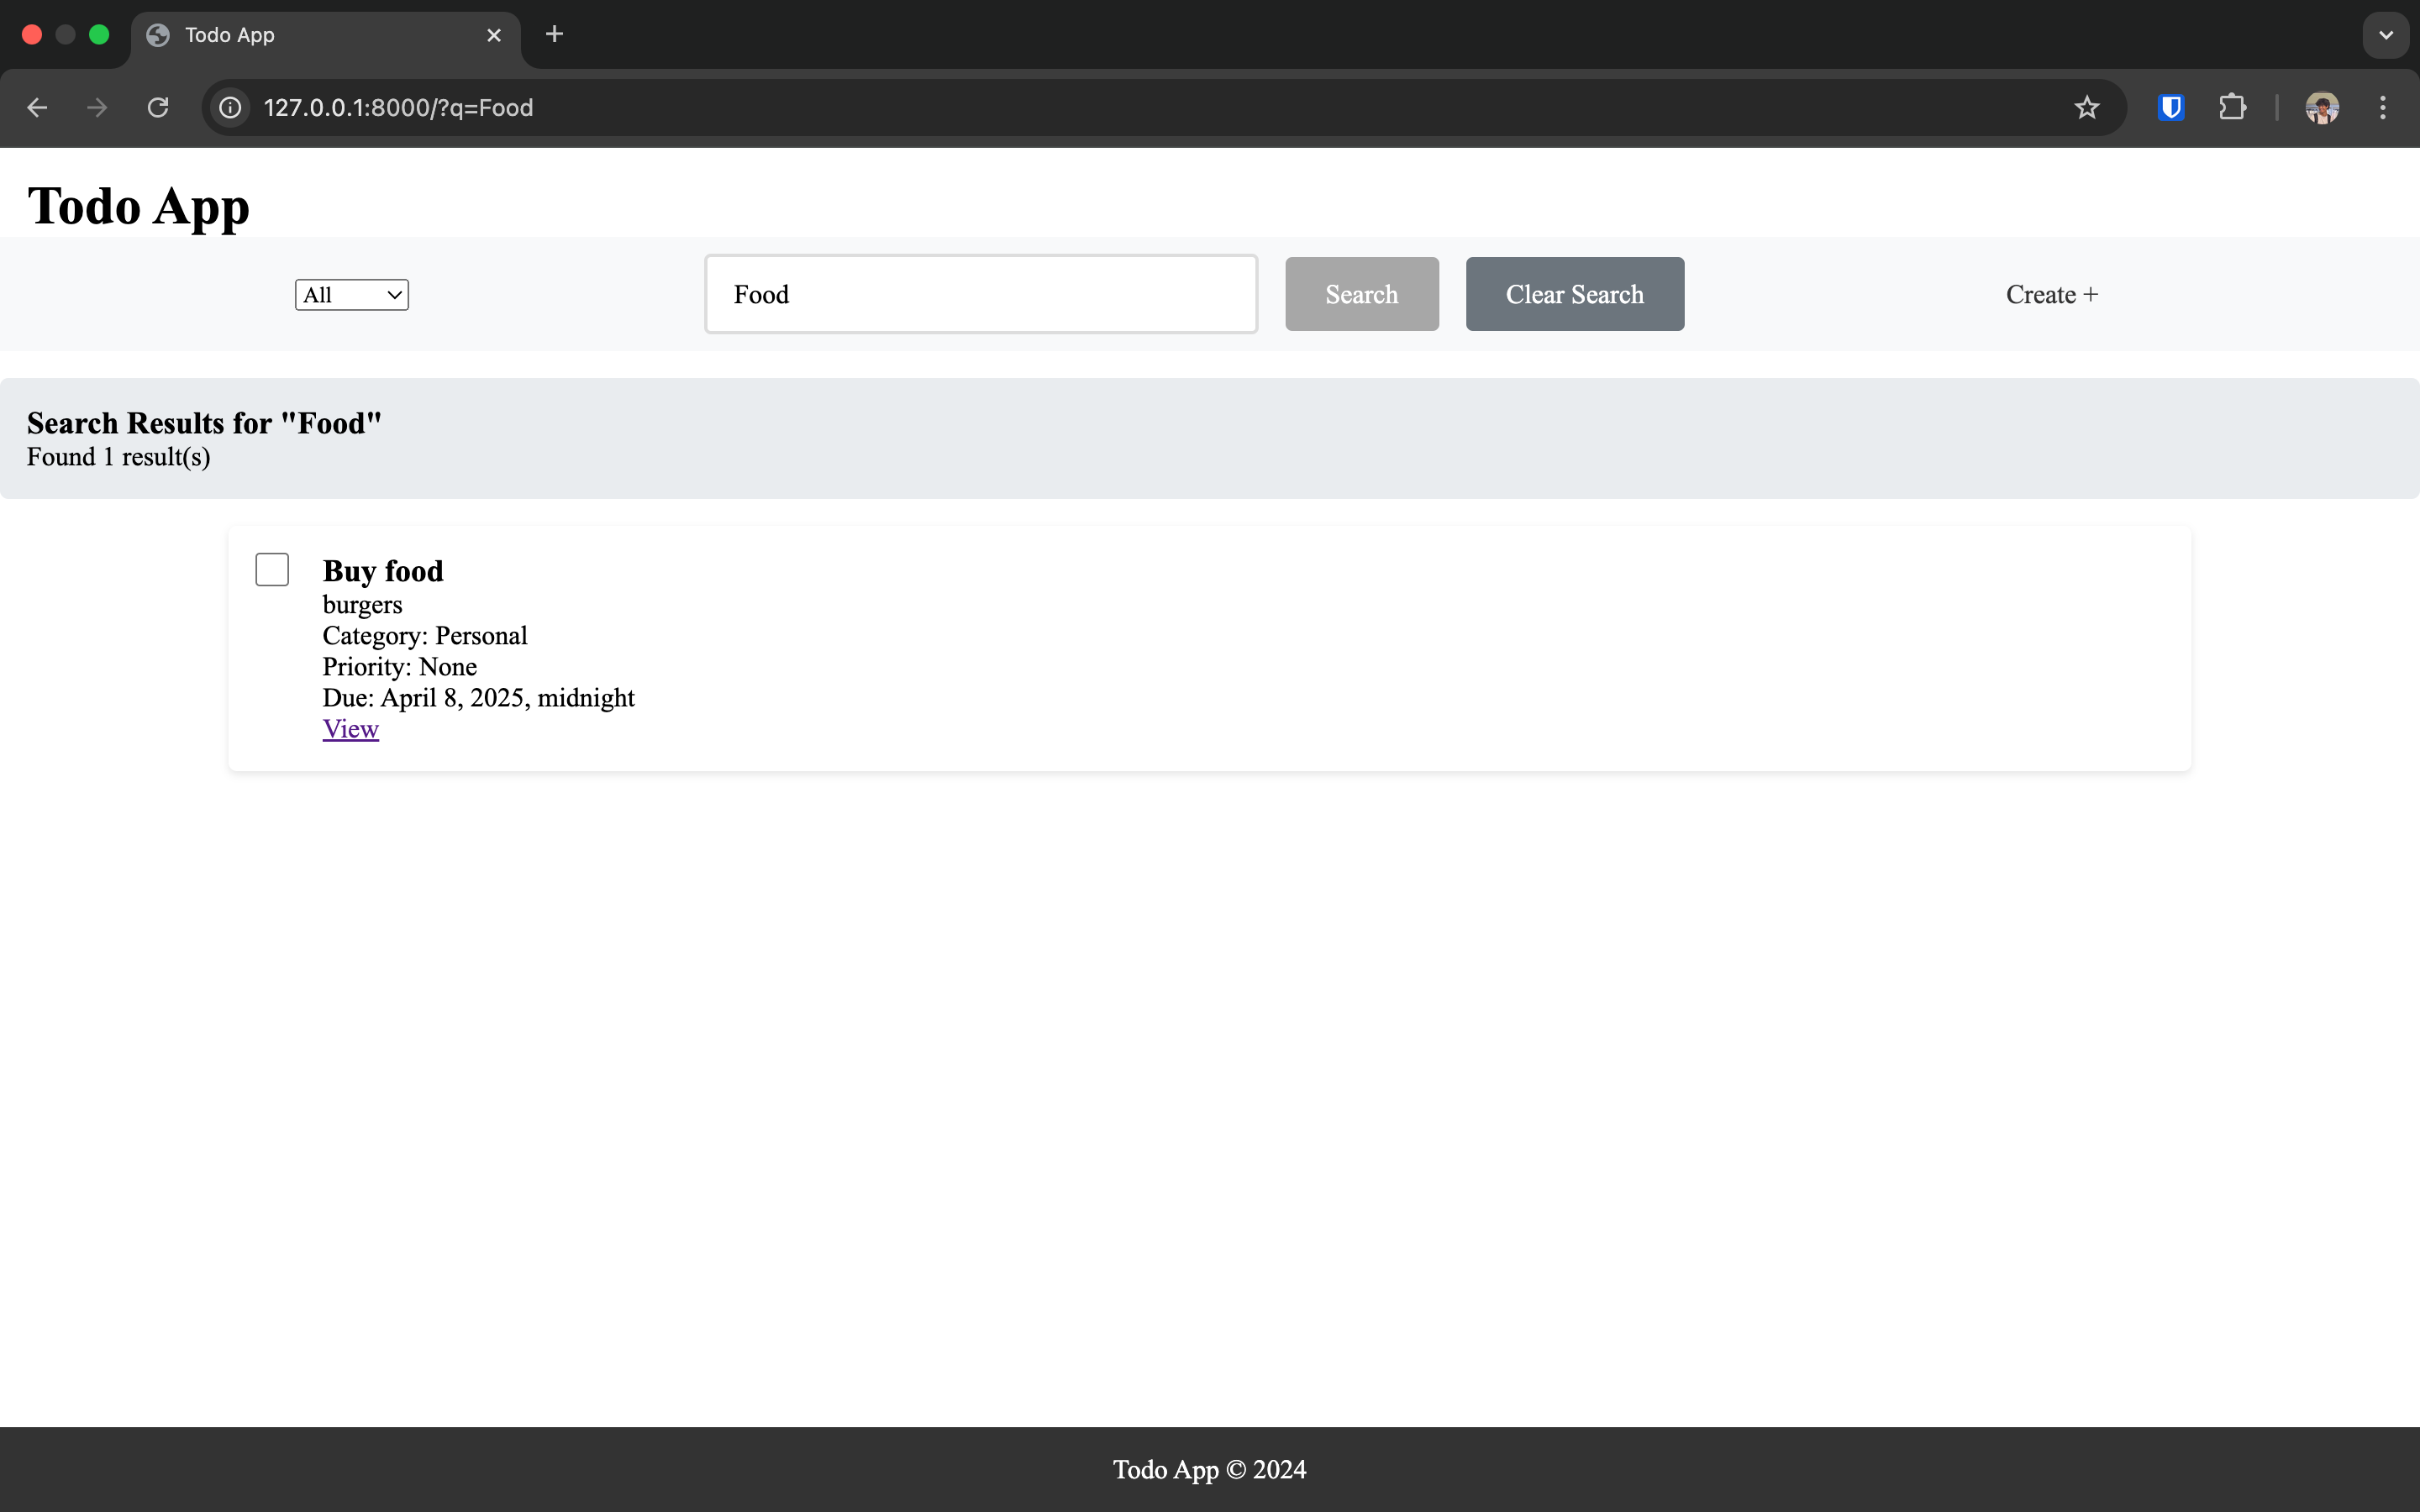 Todo App
127.0.0.1:8000/?q=Food
Todo App
All
Food
Search
Clear Search
Create +
Search Results for "Food"
Found 1 result(s)
Buy food
burgers
Category: Personal
Priority: None
Due: April 8, 2025, midnight
View
Todo App © 2024